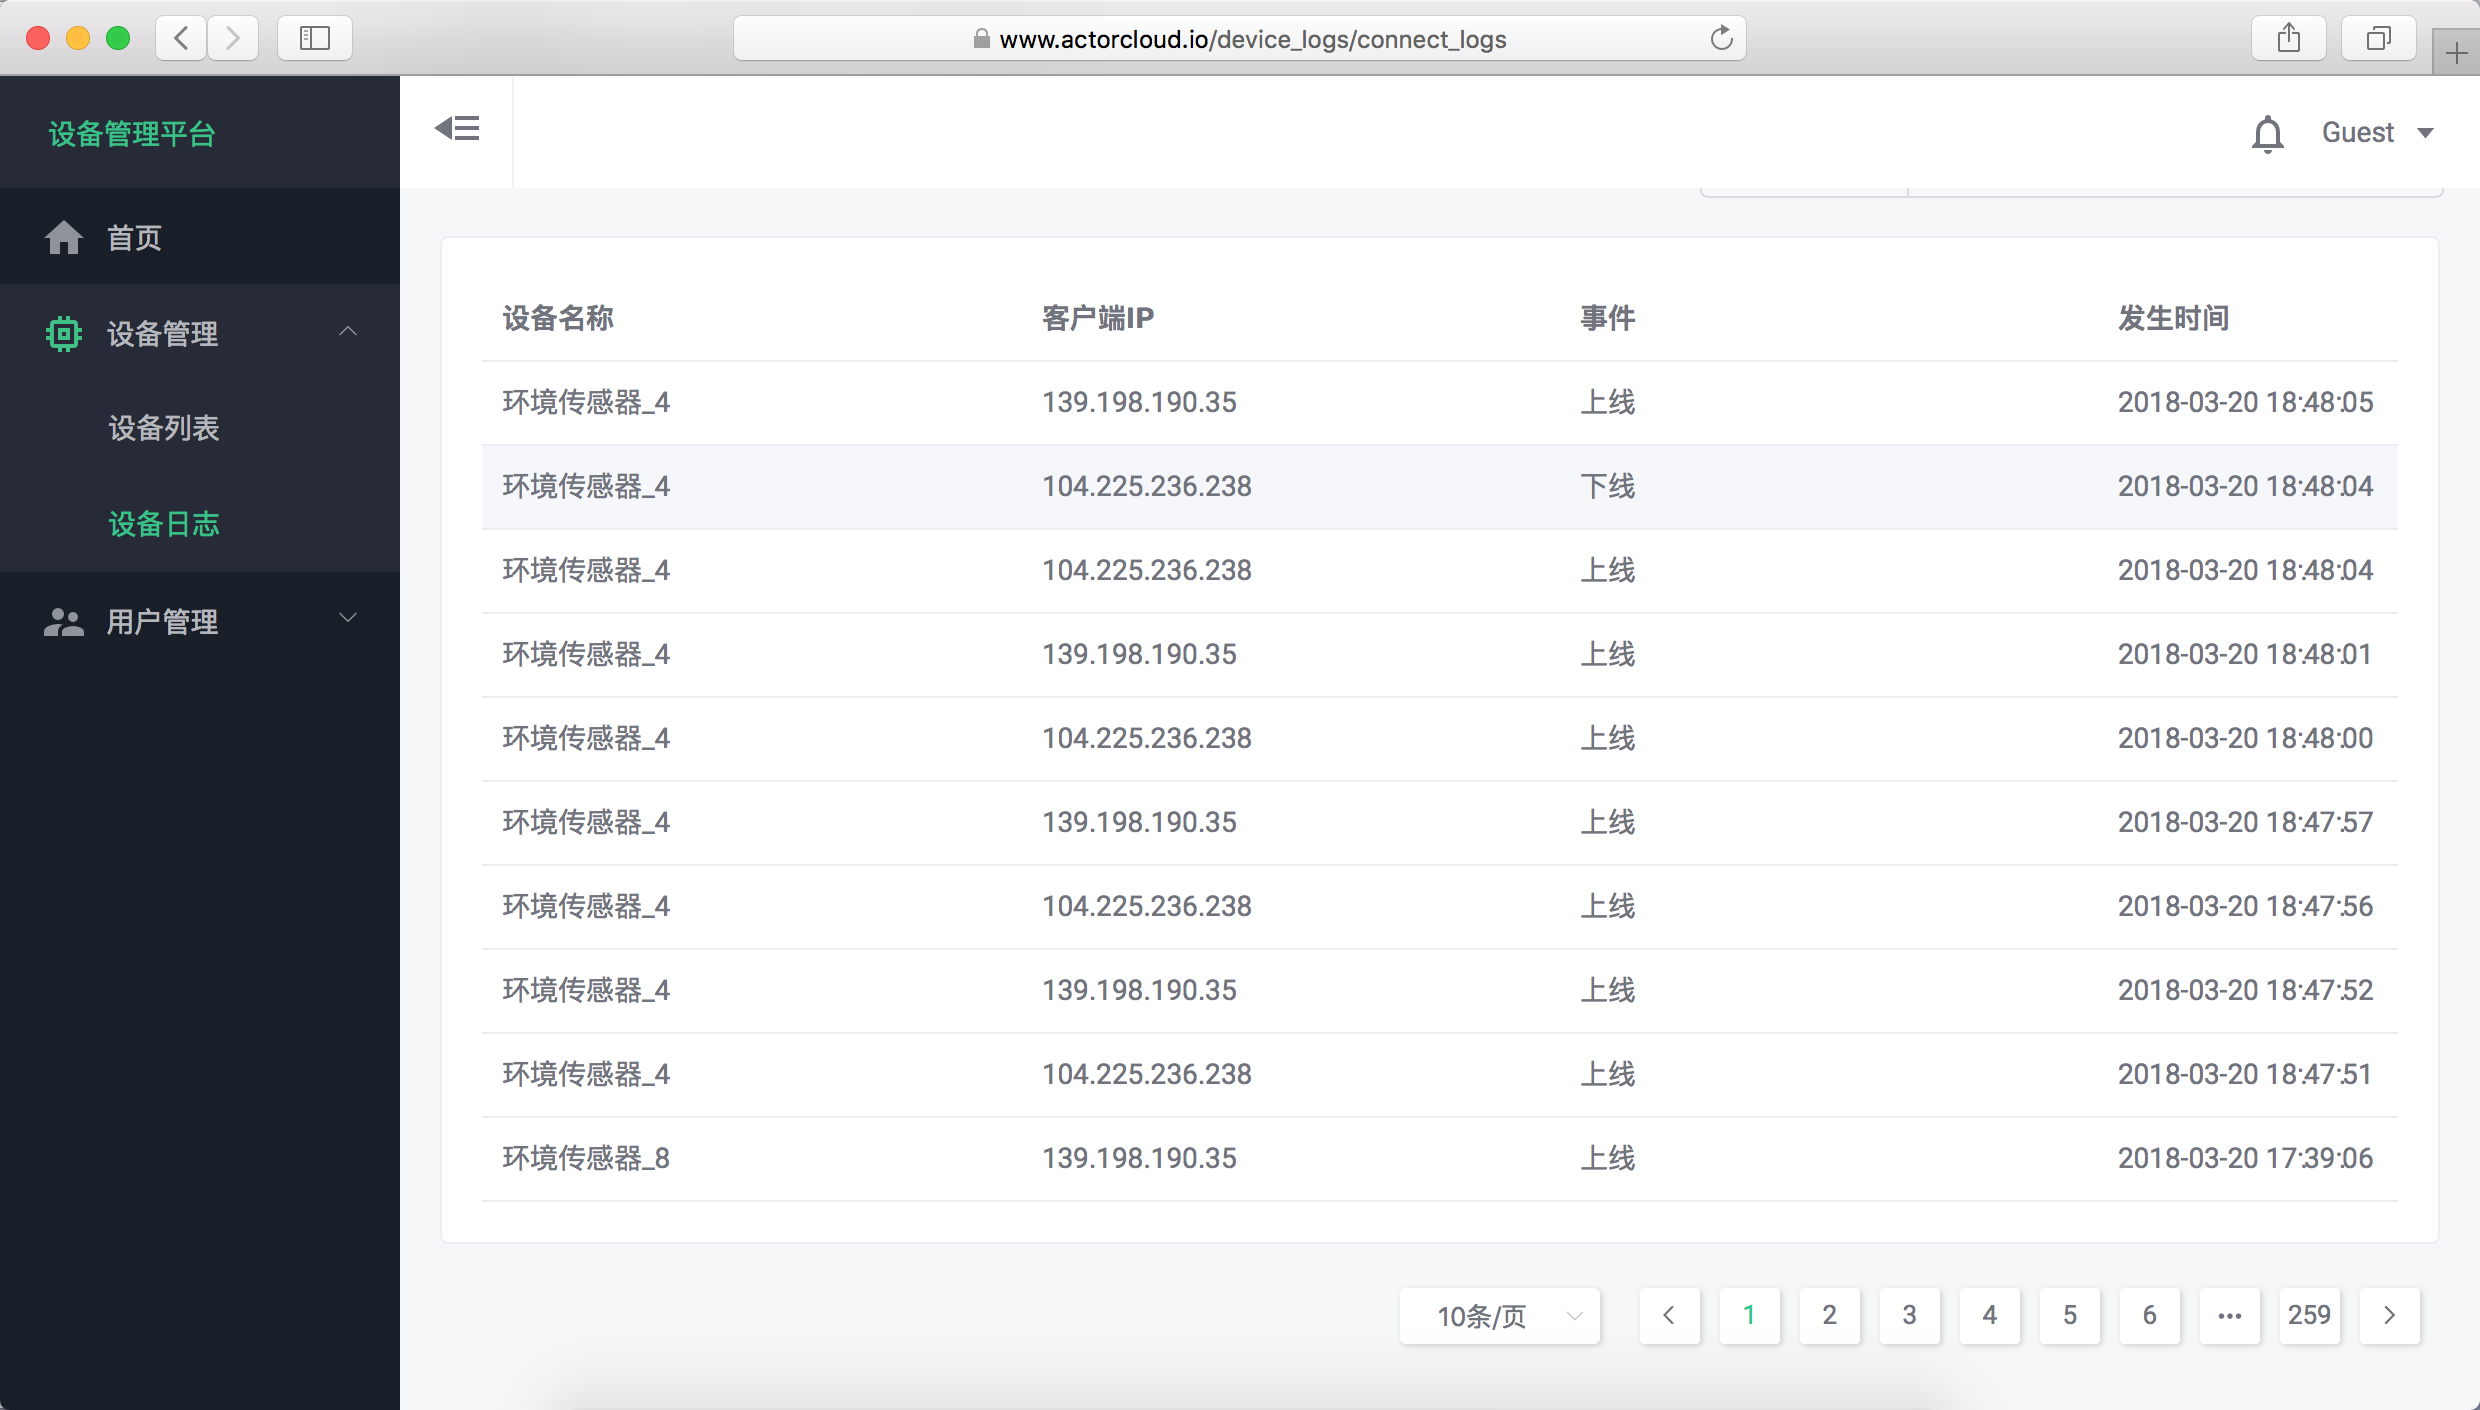 www.actorcloud.io/device_logs/connect_logs
设备管理平台
Guest
首页
设备管理
设备列表
设备日志
用户管理
设备名称 客户端IP 事件 发生时间
环境传感器_4 139.198.190.35 上线 2018-03-20 18:48:05
环境传感器_4 104.225.236.238 下线 2018-03-20 18:48:04
环境传感器_4 104.225.236.238 上线 2018-03-20 18:48:04
环境传感器_4 139.198.190.35 上线 2018-03-20 18:48:01
环境传感器_4 104.225.236.238 上线 2018-03-20 18:48:00
环境传感器_4 139.198.190.35 上线 2018-03-20 18:47:57
环境传感器_4 104.225.236.238 上线 2018-03-20 18:47:56
环境传感器_4 139.198.190.35 上线 2018-03-20 18:47:52
环境传感器_4 104.225.236.238 上线 2018-03-20 18:47:51
环境传感器_8 139.198.190.35 上线 2018-03-20 17:39:06
10条/页 1 2 3 4 5 6 ... 259